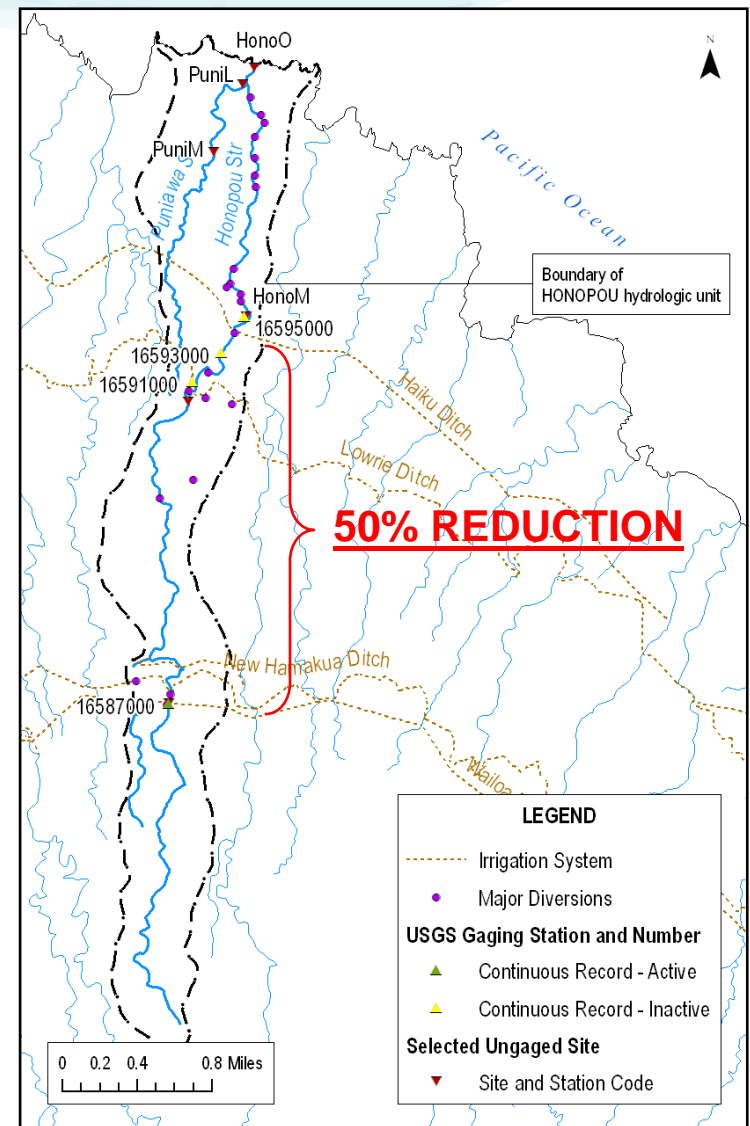 HonoO
N
PuniL
PuniM
Puniawa S
Honopou Str
Pacific Ocean
Boundary of
HONOPOU hydrologic unit
HonoM
16595000
16593000
16591000
Haiku Ditch
Lowrie Ditch
50% REDUCTION
New Hamakua Ditch
16587000
Wailoa
LEGEND
Irrigation System
Major Diversions
USGS Gaging Station and Number
Continuous Record - Active
Continuous Record - Inactive
Selected Ungaged Site
Site and Station Code
0 0.2 0.4 0.8 Miles